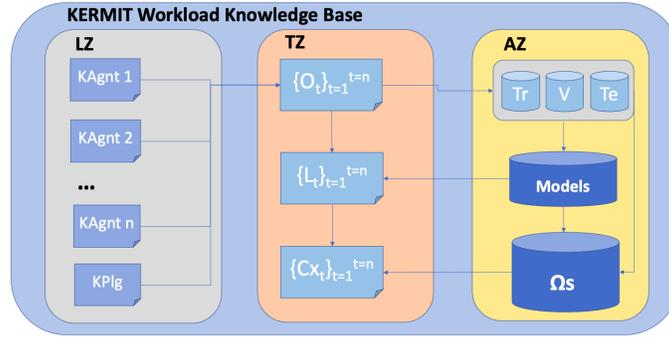 KERMIT Workload Knowledge Base
LZ
TZ
AZ
KAgnt 1
KAgnt 2
...
KAgnt n
KPlg
{Oₜ}ₜ₌₁ᵗ⁼ⁿ
{Lₜ}ₜ₌₁ᵗ⁼ⁿ
{Cxₜ}ₜ₌₁ᵗ⁼ⁿ
Tr V Te
Models
Ωs